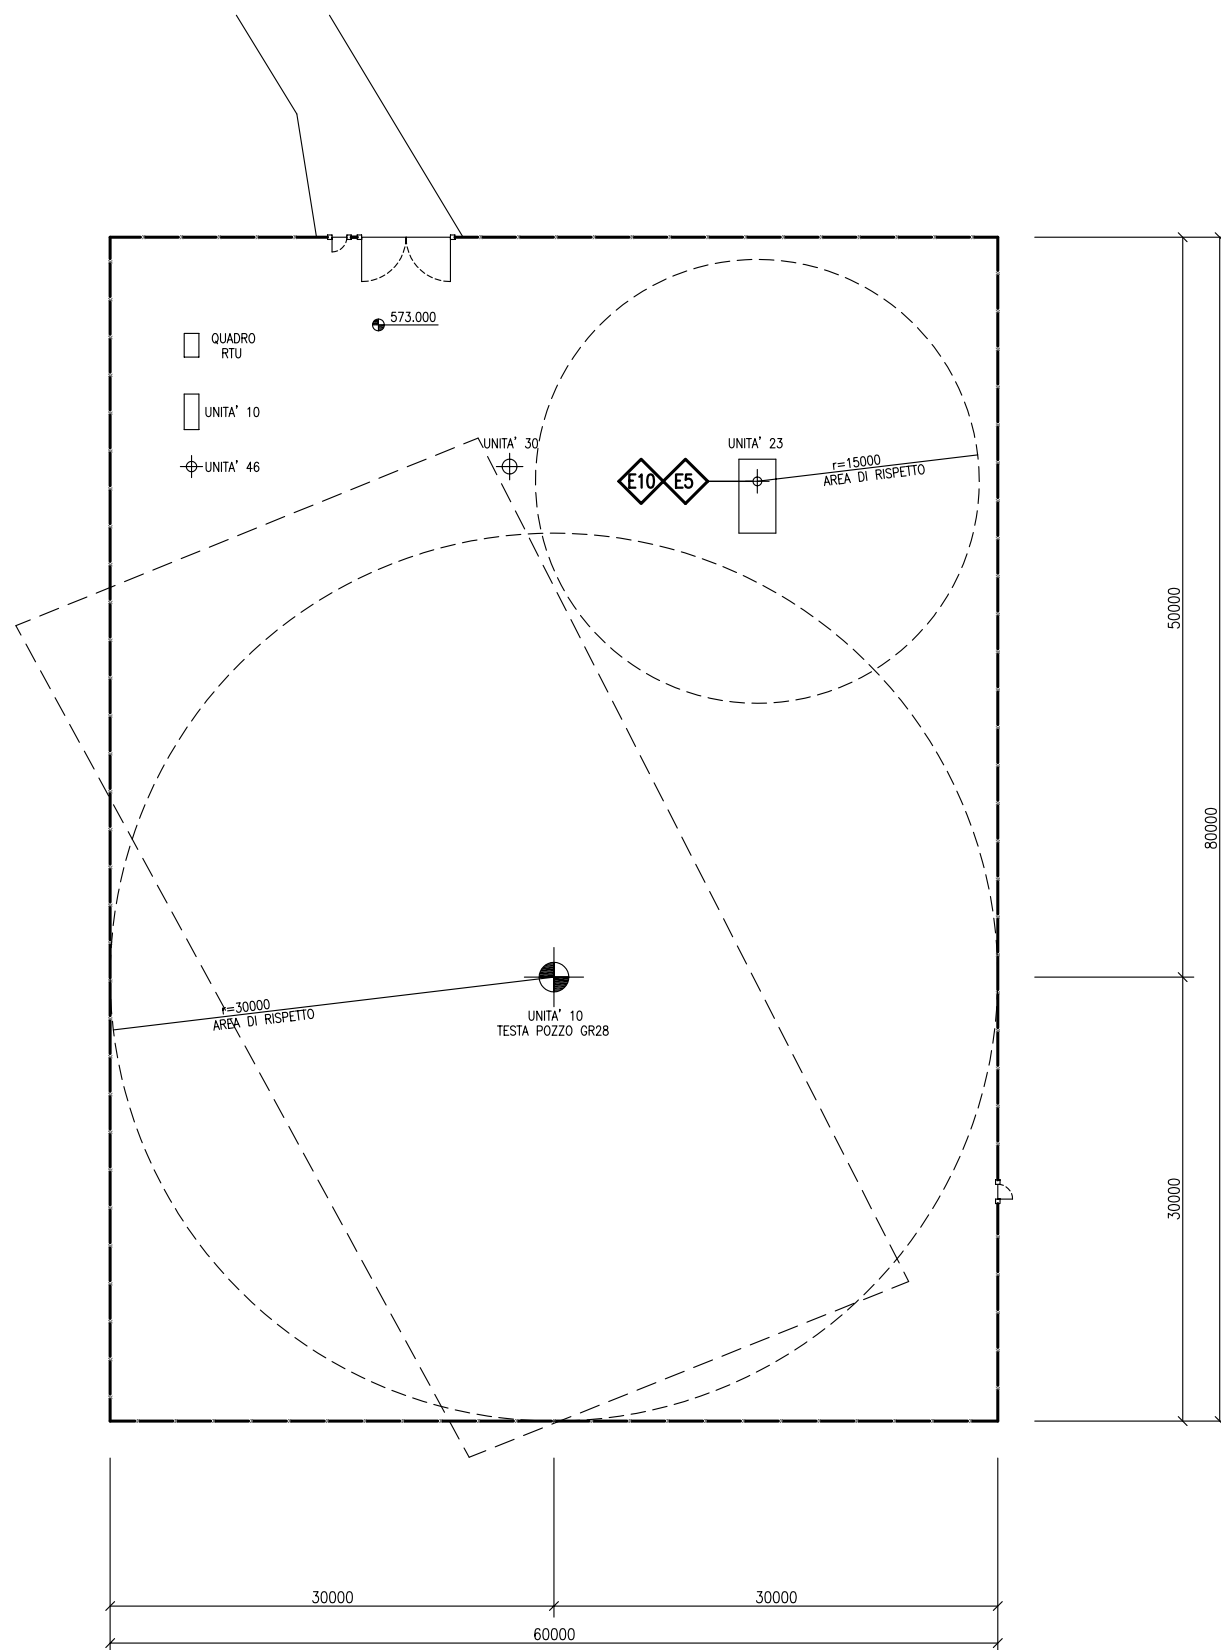 573.000
QUADRO
RTU
UNITA' 10
UNITA' 46
UNITA' 30
UNITA' 23
E10
E5
r=15000
AREA DI RISPETTO
50000
80000
r=30000
AREA DI RISPETTO
UNITA' 10
TESTA POZZO GR28
30000
30000
30000
60000